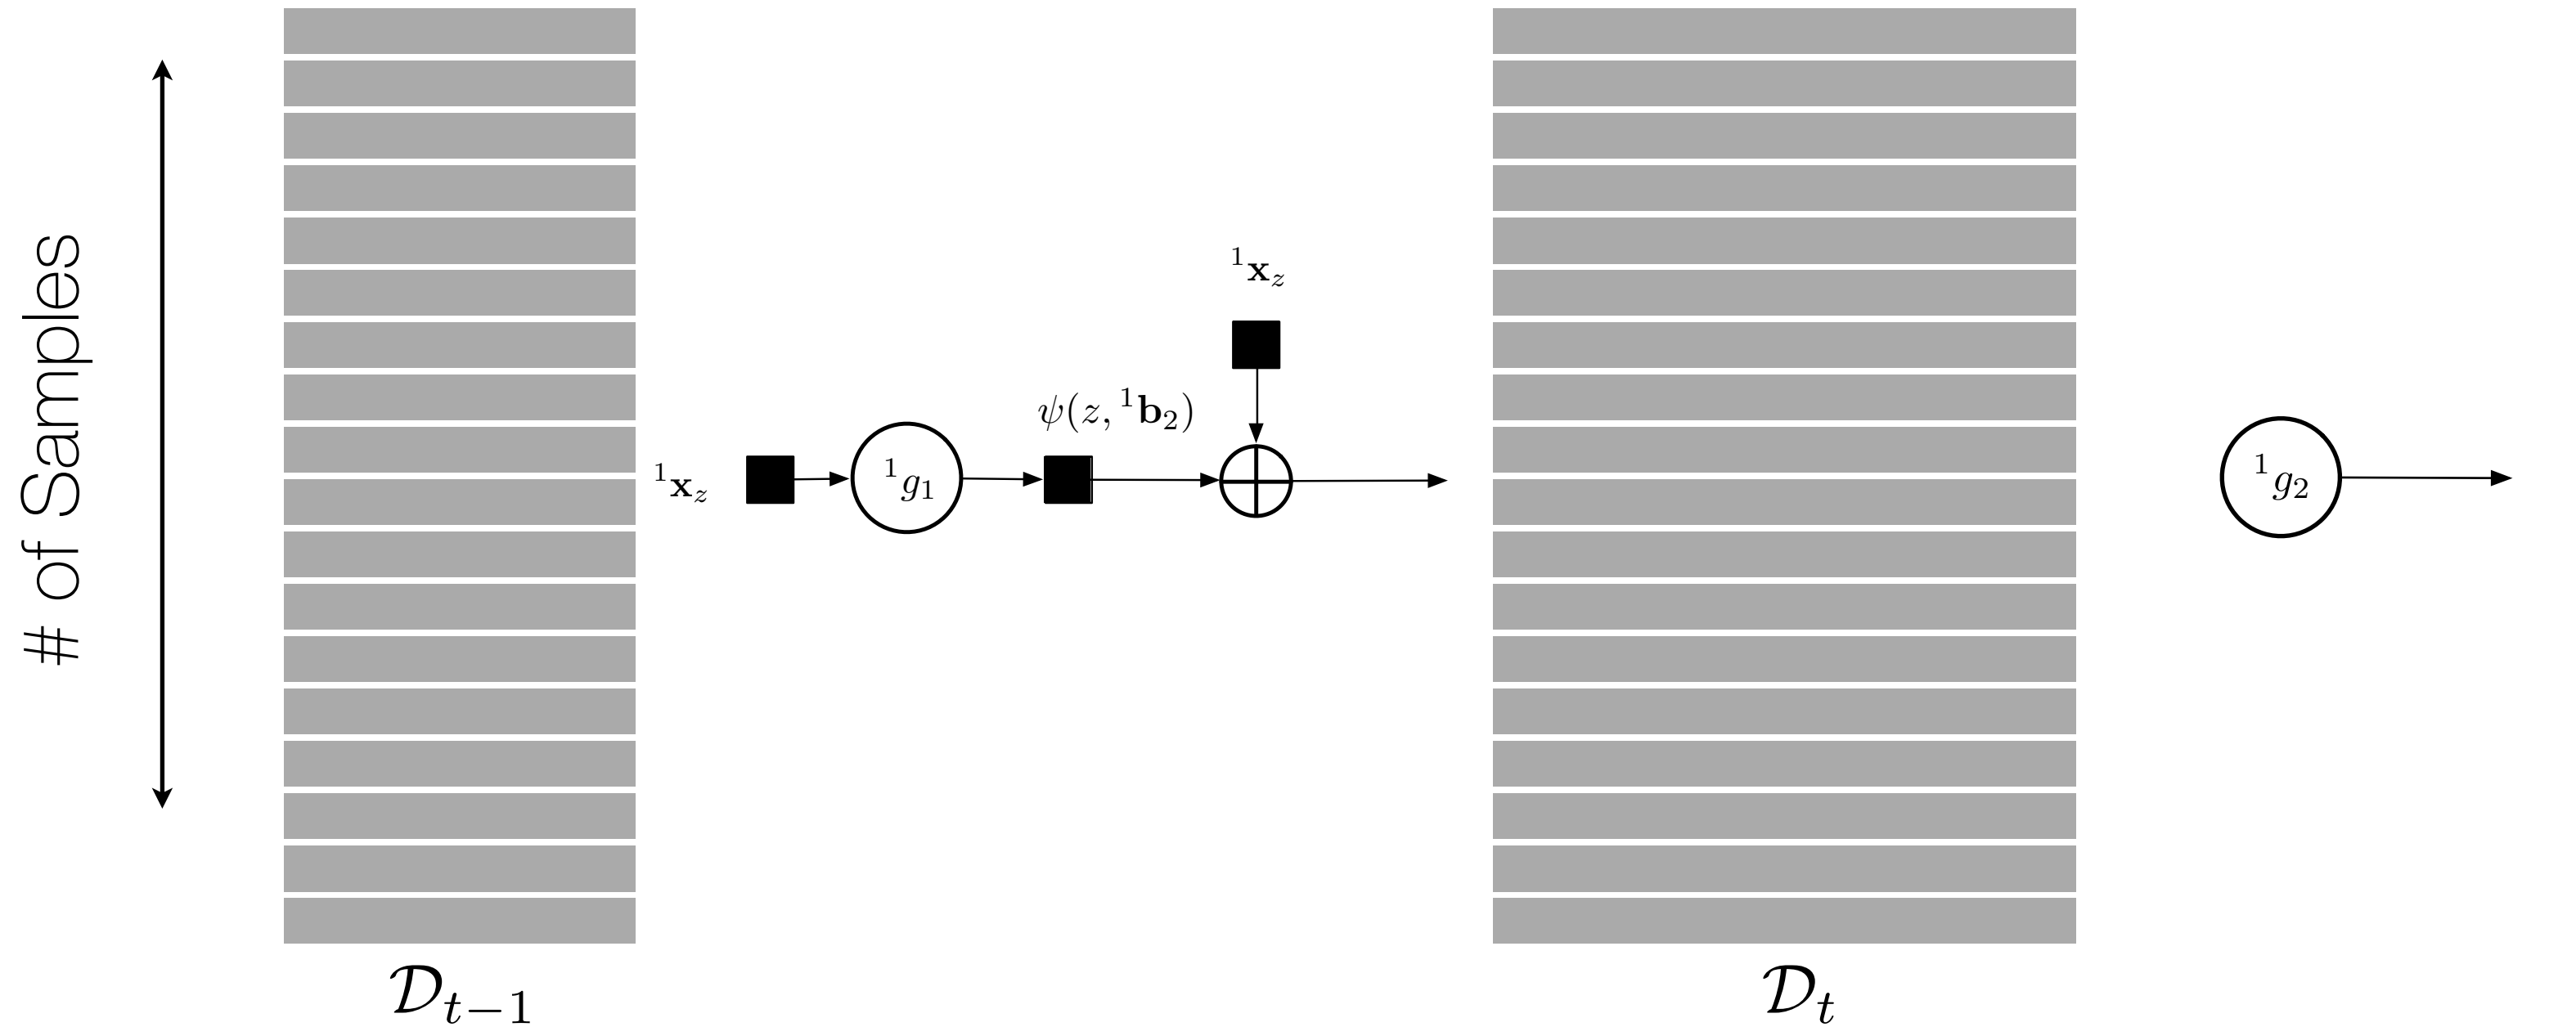 # of Samples
¹x_z
¹x_z
¹g₁
ψ(z, ¹b₂)
¹g₂
𝒟_{t−1}
𝒟_t